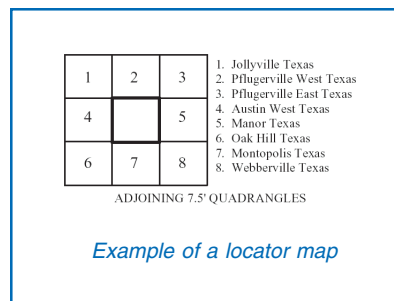 1 2 3
4 5
6 7 8
1. Jollyville Texas
2. Pflugerville West Texas
3. Pflugerville East Texas
4. Austin West Texas
5. Manor Texas
6. Oak Hill Texas
7. Montopolis Texas
8. Webberville Texas
ADJOINING 7.5' QUADRANGLES
Example of a locator map